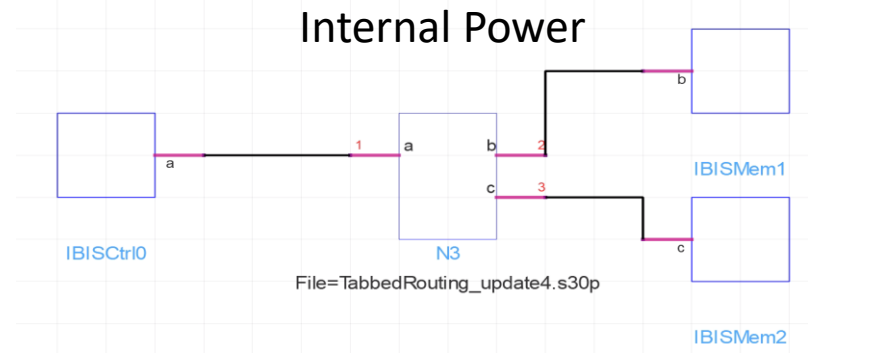 Internal Power
b
1
a
b
2
a
IBISMem1
c
3
IBISCtrl0
N3
c
File=TabbedRouting_update4.s30p
IBISMem2